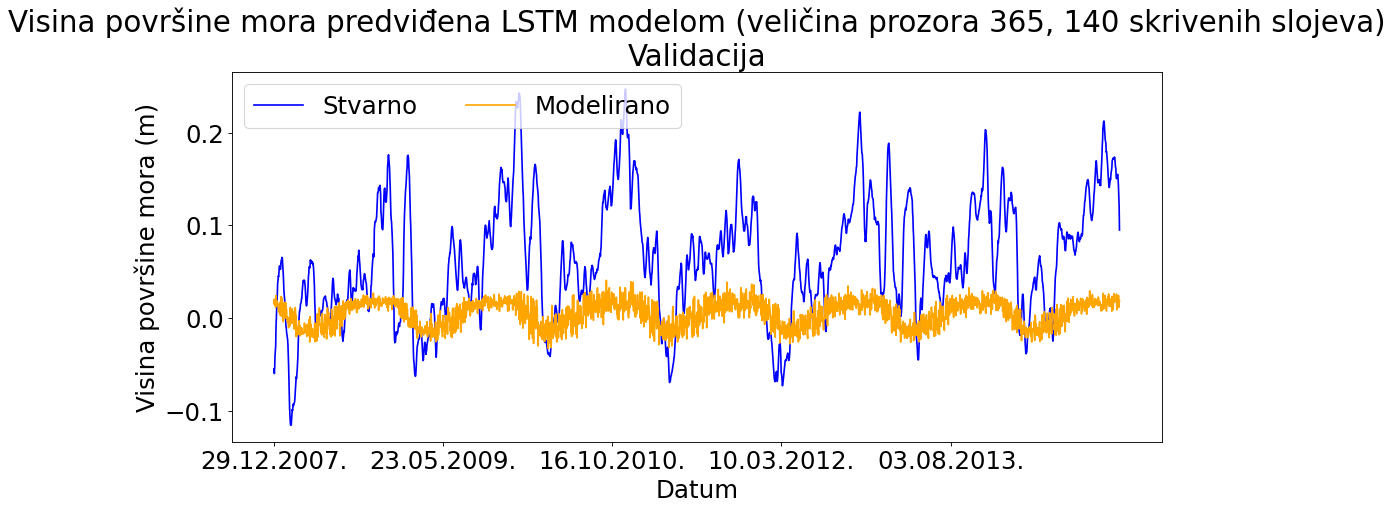 Visina površine mora predviđena LSTM modelom (veličina prozora 365, 140 skrivenih slojeva)
Validacija
Stvarno Modelirano
Visina površine mora (m)
0.2
0.1
0.0
−0.1
29.12.2007. 23.05.2009. 16.10.2010. 10.03.2012. 03.08.2013.
Datum